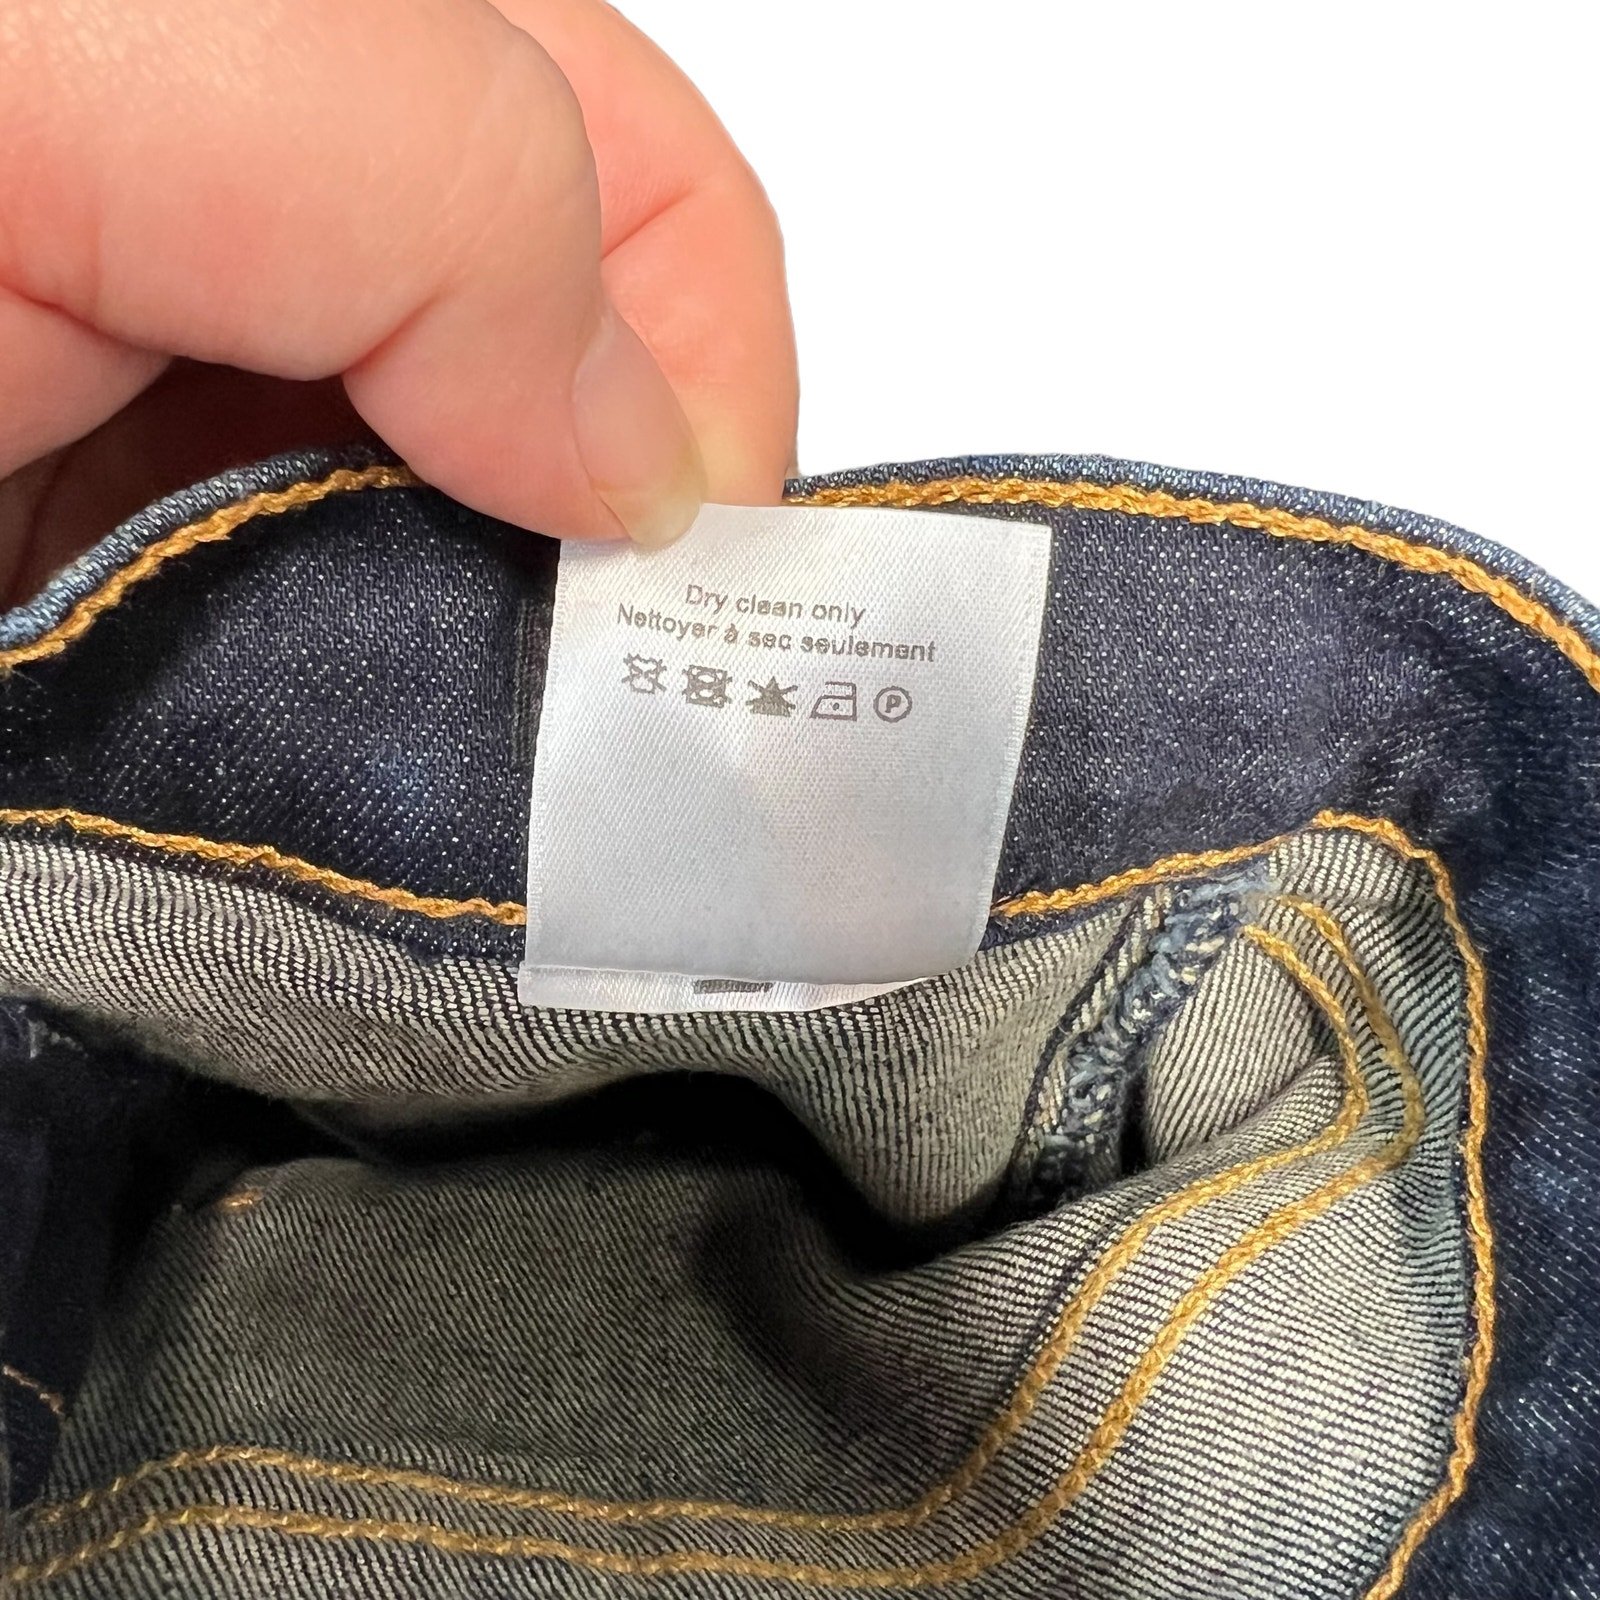 Dry clean only
Nettoyer à sec seulement
P